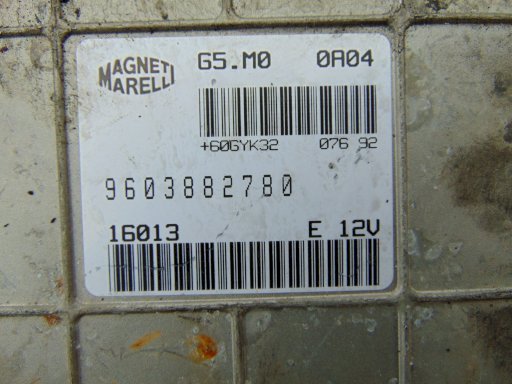 MAGNETI
MARELLI
G5.M0 0A04
+60GYK32 076 92
9603882780
16013 E 12V